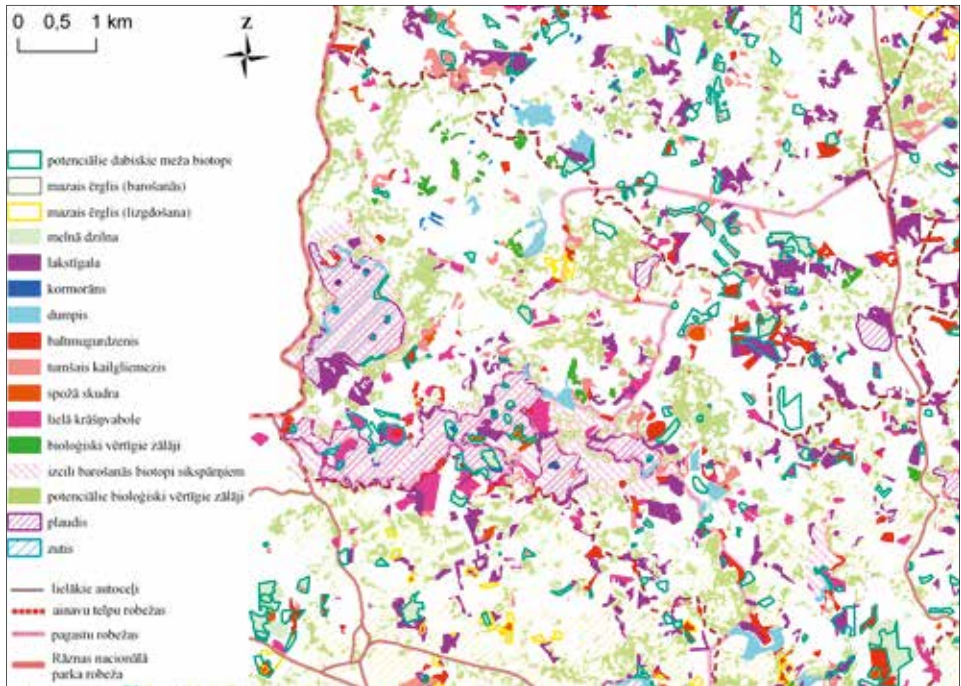 0 0,5 1 km
Z
potenciālie dabiskie meža biotopi
mazais ērglis (barošanās)
mazais ērglis (ligzdošana)
melnā dzilna
lakstīgala
kormorāns
dumpis
baltmugurdzenis
tumšais kailgliemezis
spožā skudra
lielā krāšņvabole
bioloģiski vērtīgie zālāji
izcili barošanās biotopi sikspārņiem
potenciālie bioloģiski vērtīgie zālāji
plaudis
zutis
lielākie autoceļi
ainavu telpu robežas
pagastu robežas
Rāznas nacionālā
parka robeža